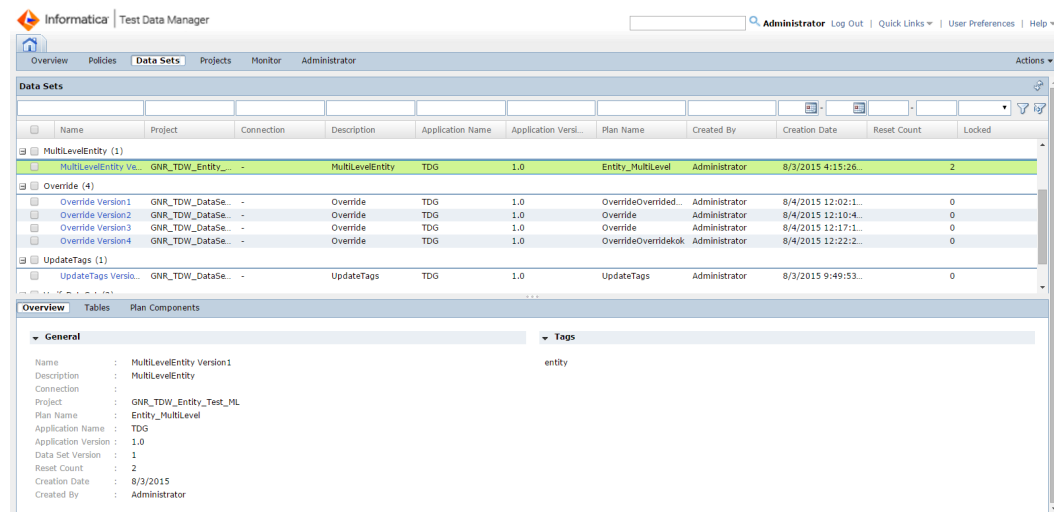 Informatica Test Data Manager
Administrator Log Out | Quick Links | User Preferences | Help
Overview Policies Data Sets Projects Monitor Administrator Actions
Data Sets
- -
Name Project Connection Description Application Name Application Versi... Plan Name Created By Creation Date Reset Count Locked
MultiLevelEntity (1)
MultiLevelEntity Ve... GNR_TDW_Entity_... - MultiLevelEntity TDG 1.0 Entity_MultiLevel Administrator 8/3/2015 4:15:26... 2
Override (4)
Override Version1 GNR_TDW_DataSe... - Override TDG 1.0 OverrideOverrided... Administrator 8/4/2015 12:02:1... 0
Override Version2 GNR_TDW_DataSe... - Override TDG 1.0 Override Administrator 8/4/2015 12:10:4... 0
Override Version3 GNR_TDW_DataSe... - Override TDG 1.0 Override Administrator 8/4/2015 12:17:1... 0
Override Version4 GNR_TDW_DataSe... - Override TDG 1.0 OverrideOverridekok Administrator 8/4/2015 12:22:2... 0
UpdateTags (1)
UpdateTags Versio... GNR_TDW_DataSe... - UpdateTags TDG 1.0 UpdateTags Administrator 8/3/2015 9:49:53... 0
Overview Tables Plan Components
General Tags
Name : MultiLevelEntity Version1 entity
Description : MultiLevelEntity
Connection :
Project : GNR_TDW_Entity_Test_ML
Plan Name : Entity_MultiLevel
Application Name : TDG
Application Version : 1.0
Data Set Version : 1
Reset Count : 2
Creation Date : 8/3/2015
Created By : Administrator